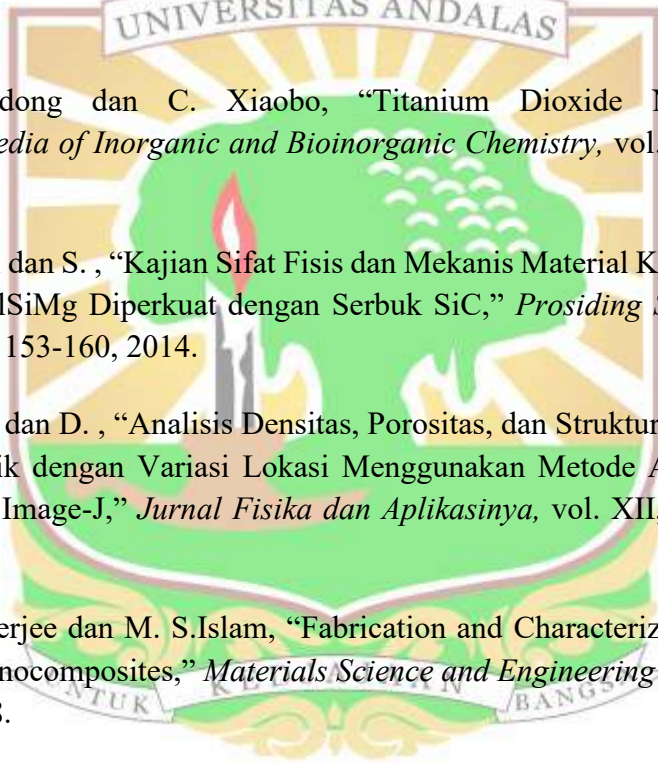 UNIVERSITAS ANDALAS
dong dan C. Xiaobo, “Titanium Dioxide
edia of Inorganic and Bioinorganic Chemistry, vol.
dan S. , “Kajian Sifat Fisis dan Mekanis Material K
lSiMg Diperkuat dengan Serbuk SiC,” Prosiding S
153-160, 2014.
dan D. , “Analisis Densitas, Porositas, dan Struktur
ik dengan Variasi Lokasi Menggunakan Metode A
Image-J,” Jurnal Fisika dan Aplikasinya, vol. XII,
erjee dan M. S.Islam, “Fabrication and Characteriz
nocomposites,” Materials Science and Engineering
UNTUK KEDJAJAAN BANGSA